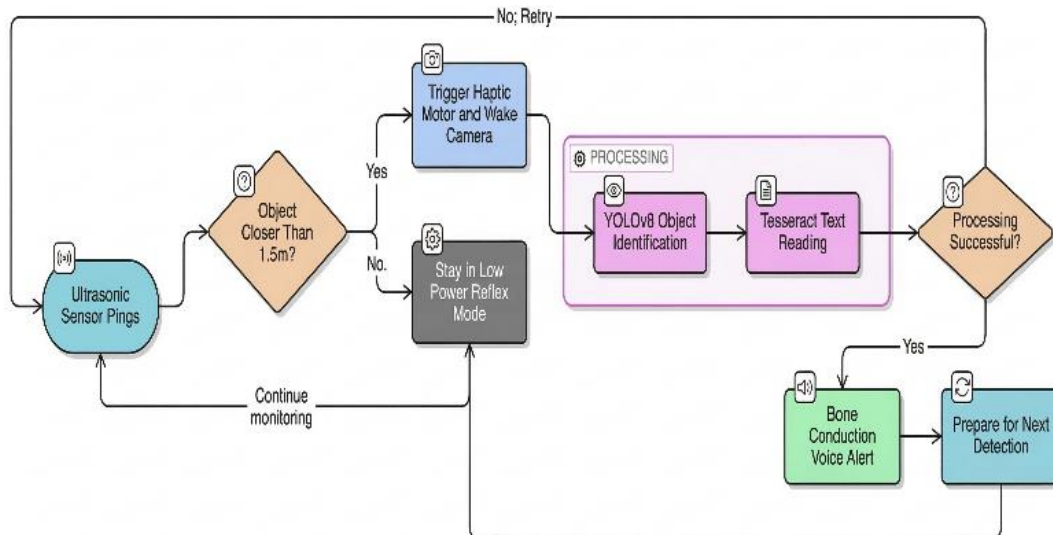 No; Retry
Trigger Haptic
Motor and Wake
Camera
Yes
PROCESSING
Object
Closer Than
1.5m?
YOLOv8 Object
Identification
Tesseract Text
Reading
Processing
Successful?
No.
Stay in Low
Power Reflex
Mode
Ultrasonic
Sensor Pings
Yes
Continue
monitoring
Bone
Conduction
Voice Alert
Prepare for Next
Detection